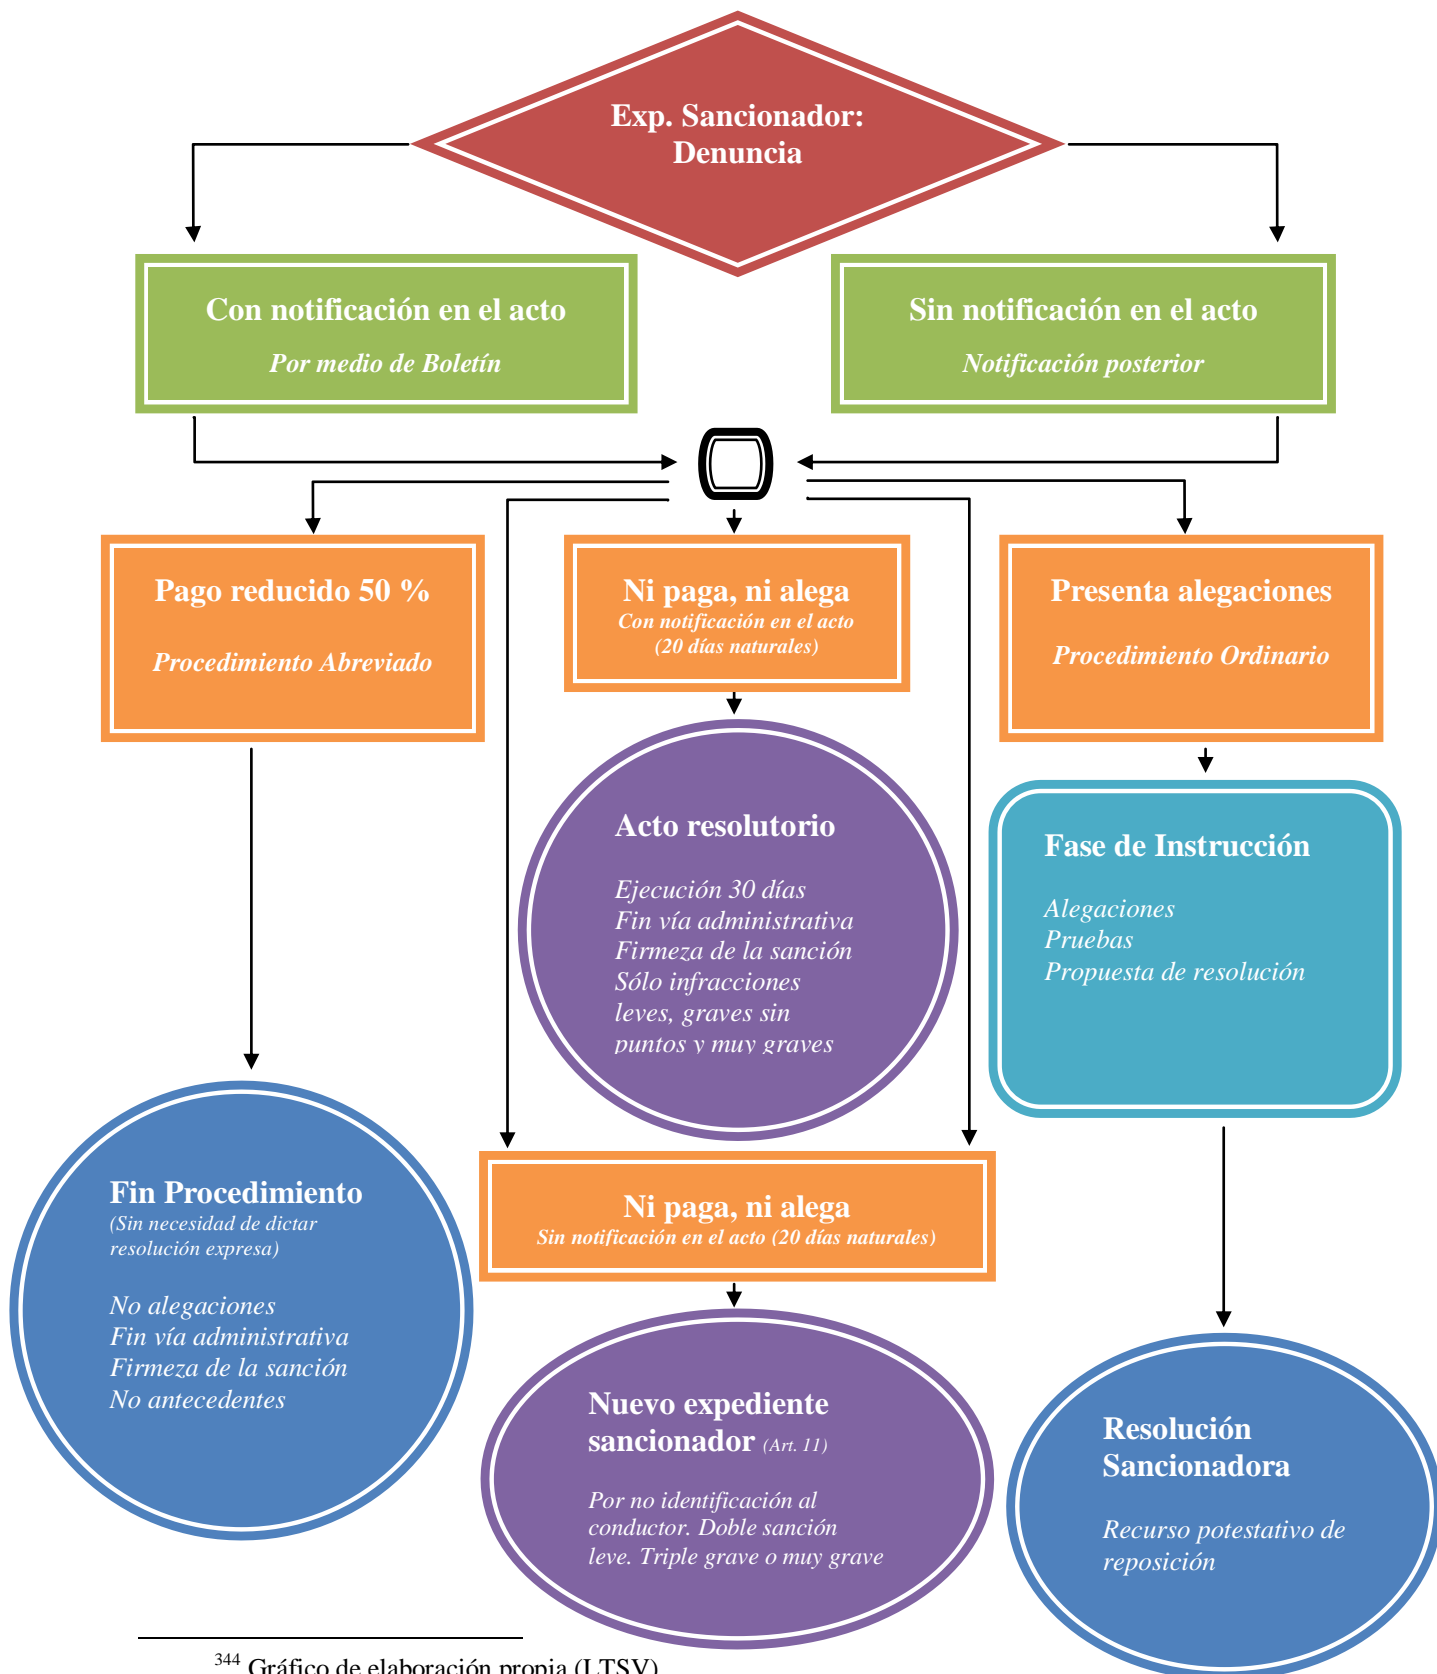 Exp. Sancionador:
Denuncia
Con notificación en el acto
Por medio de Boletín
Sin notificación en el acto
Notificación posterior
Pago reducido 50 %
Procedimiento Abreviado
Ni paga, ni alega
Con notificación en el acto
(20 días naturales)
Presenta alegaciones
Procedimiento Ordinario
Acto resolutorio
Ejecución 30 días
Fin vía administrativa
Firmeza de la sanción
Sólo infracciones
leves, graves sin
puntos y muy graves
Fase de Instrucción
Alegaciones
Pruebas
Propuesta de resolución
Fin Procedimiento
(Sin necesidad de dictar
resolución expresa)
No alegaciones
Fin vía administrativa
Firmeza de la sanción
No antecedentes
Ni paga, ni alega
Sin notificación en el acto (20 días naturales)
Nuevo expediente
sancionador (Art. 11)
Por no identificación al
conductor. Doble sanción
leve. Triple grave o muy grave
Resolución
Sancionadora
Recurso potestativo de
reposición
344 Gráfico de elaboración propia (LTSV)